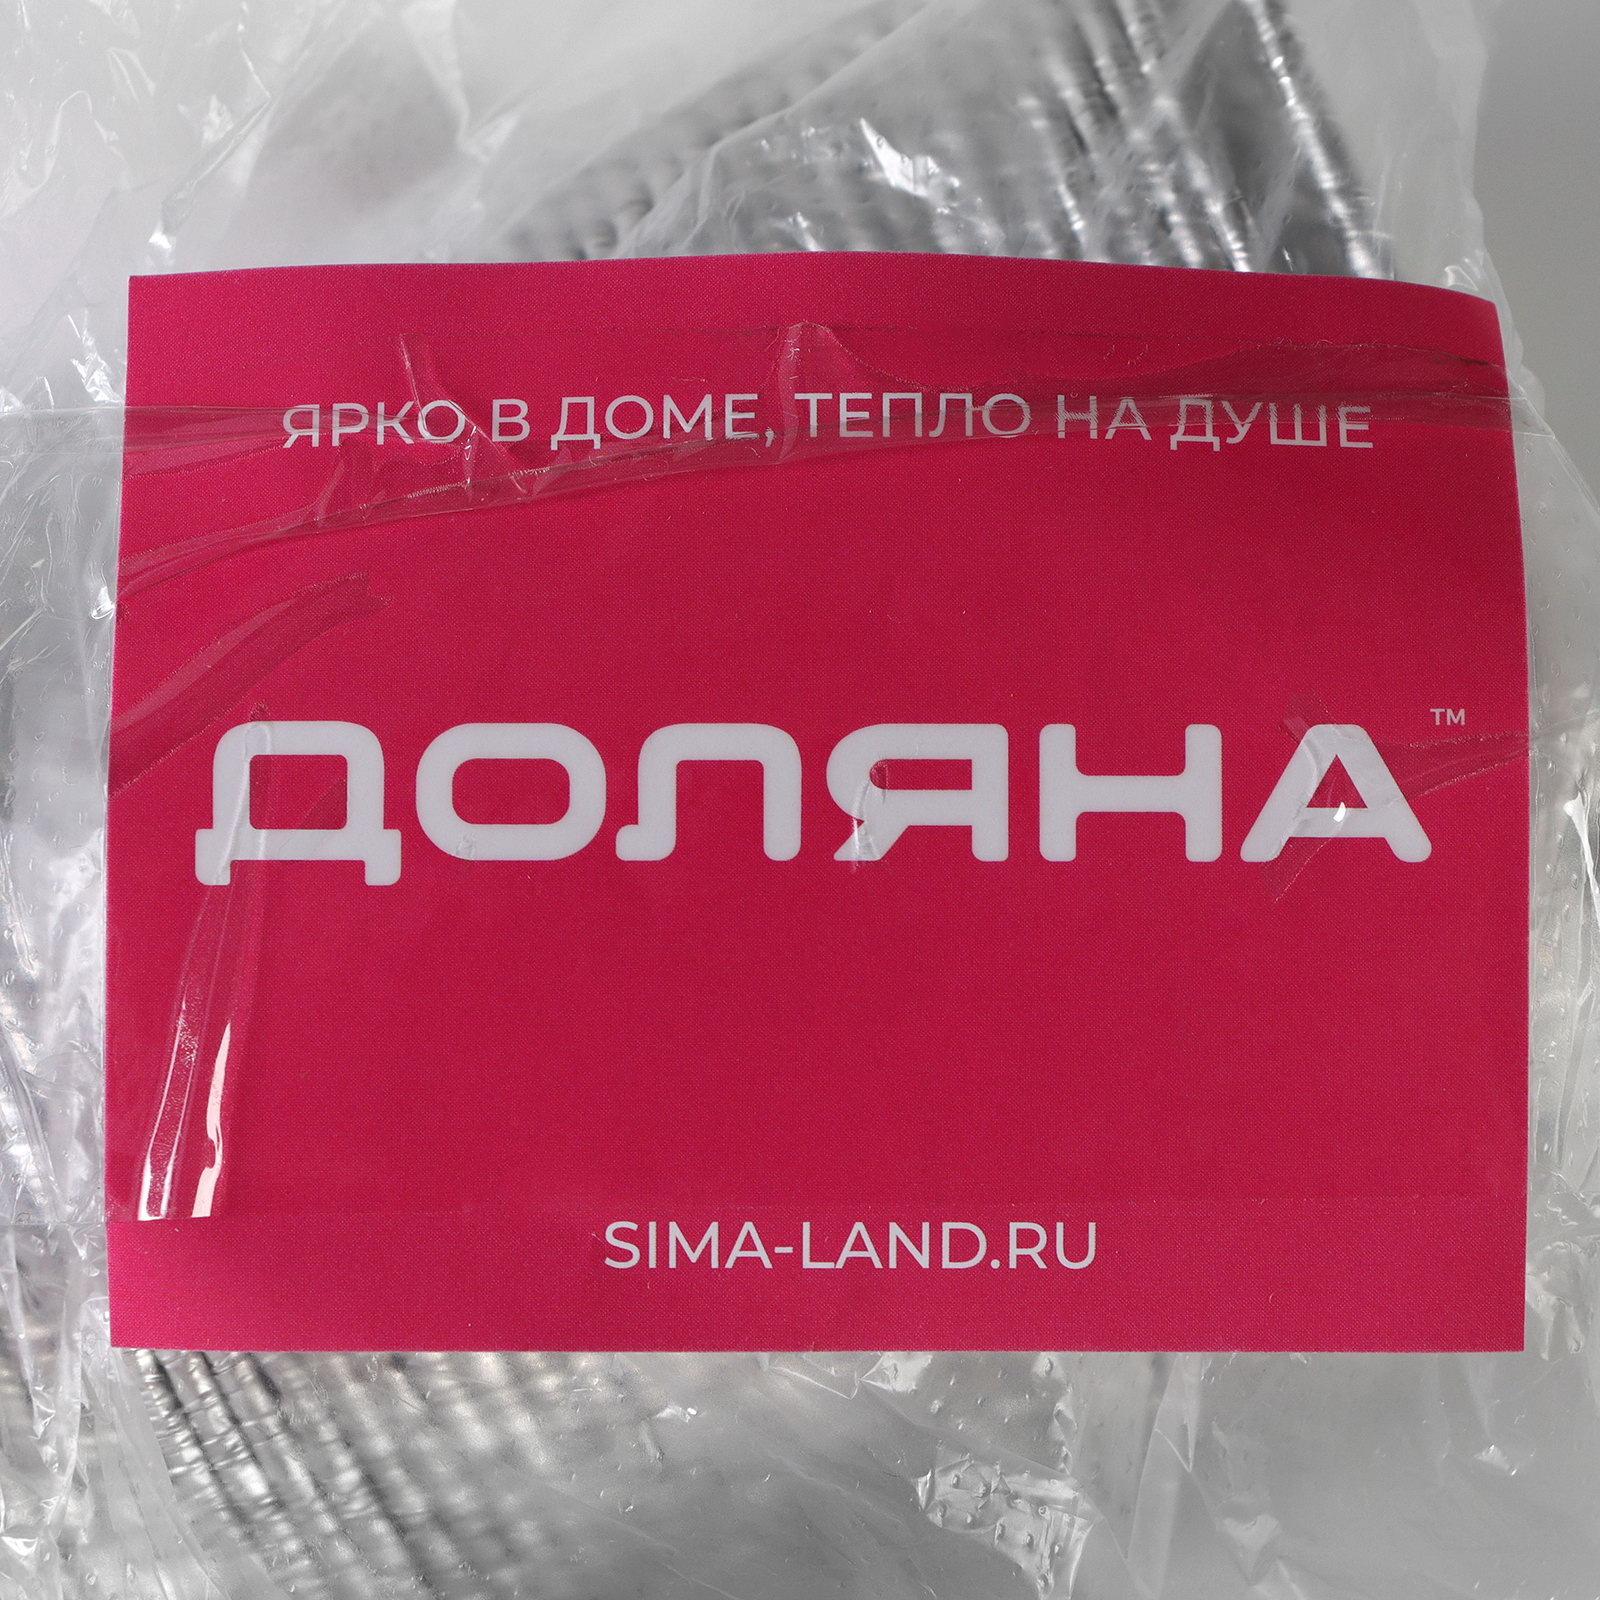 ЯРКО В ДОМЕ, ТЕПЛО НА ДУШЕ
ДОЛЯНА™
SIMA-LAND.RU